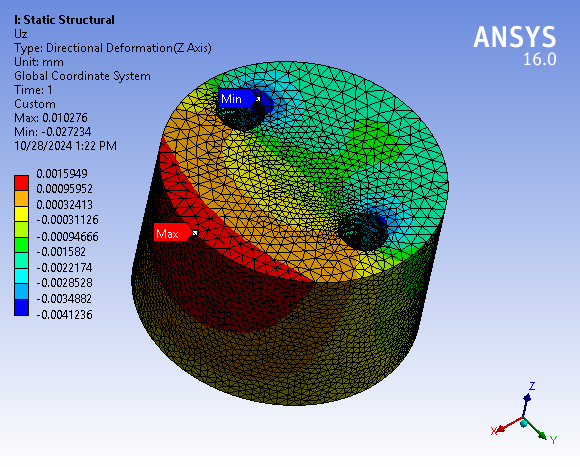 I: Static Structural
Uz
Type: Directional Deformation(Z Axis)
Unit: mm
Global Coordinate System
Time: 1
Custom
Max: 0.010276
Min: -0.027234
10/28/2024 1:22 PM
ANSYS
16.0
0.0015949
0.00095952
0.00032413
-0.00031126
-0.00094666
-0.001582
-0.0022174
-0.0028528
-0.0034882
-0.0041236
Min
Max
Z
X
Y